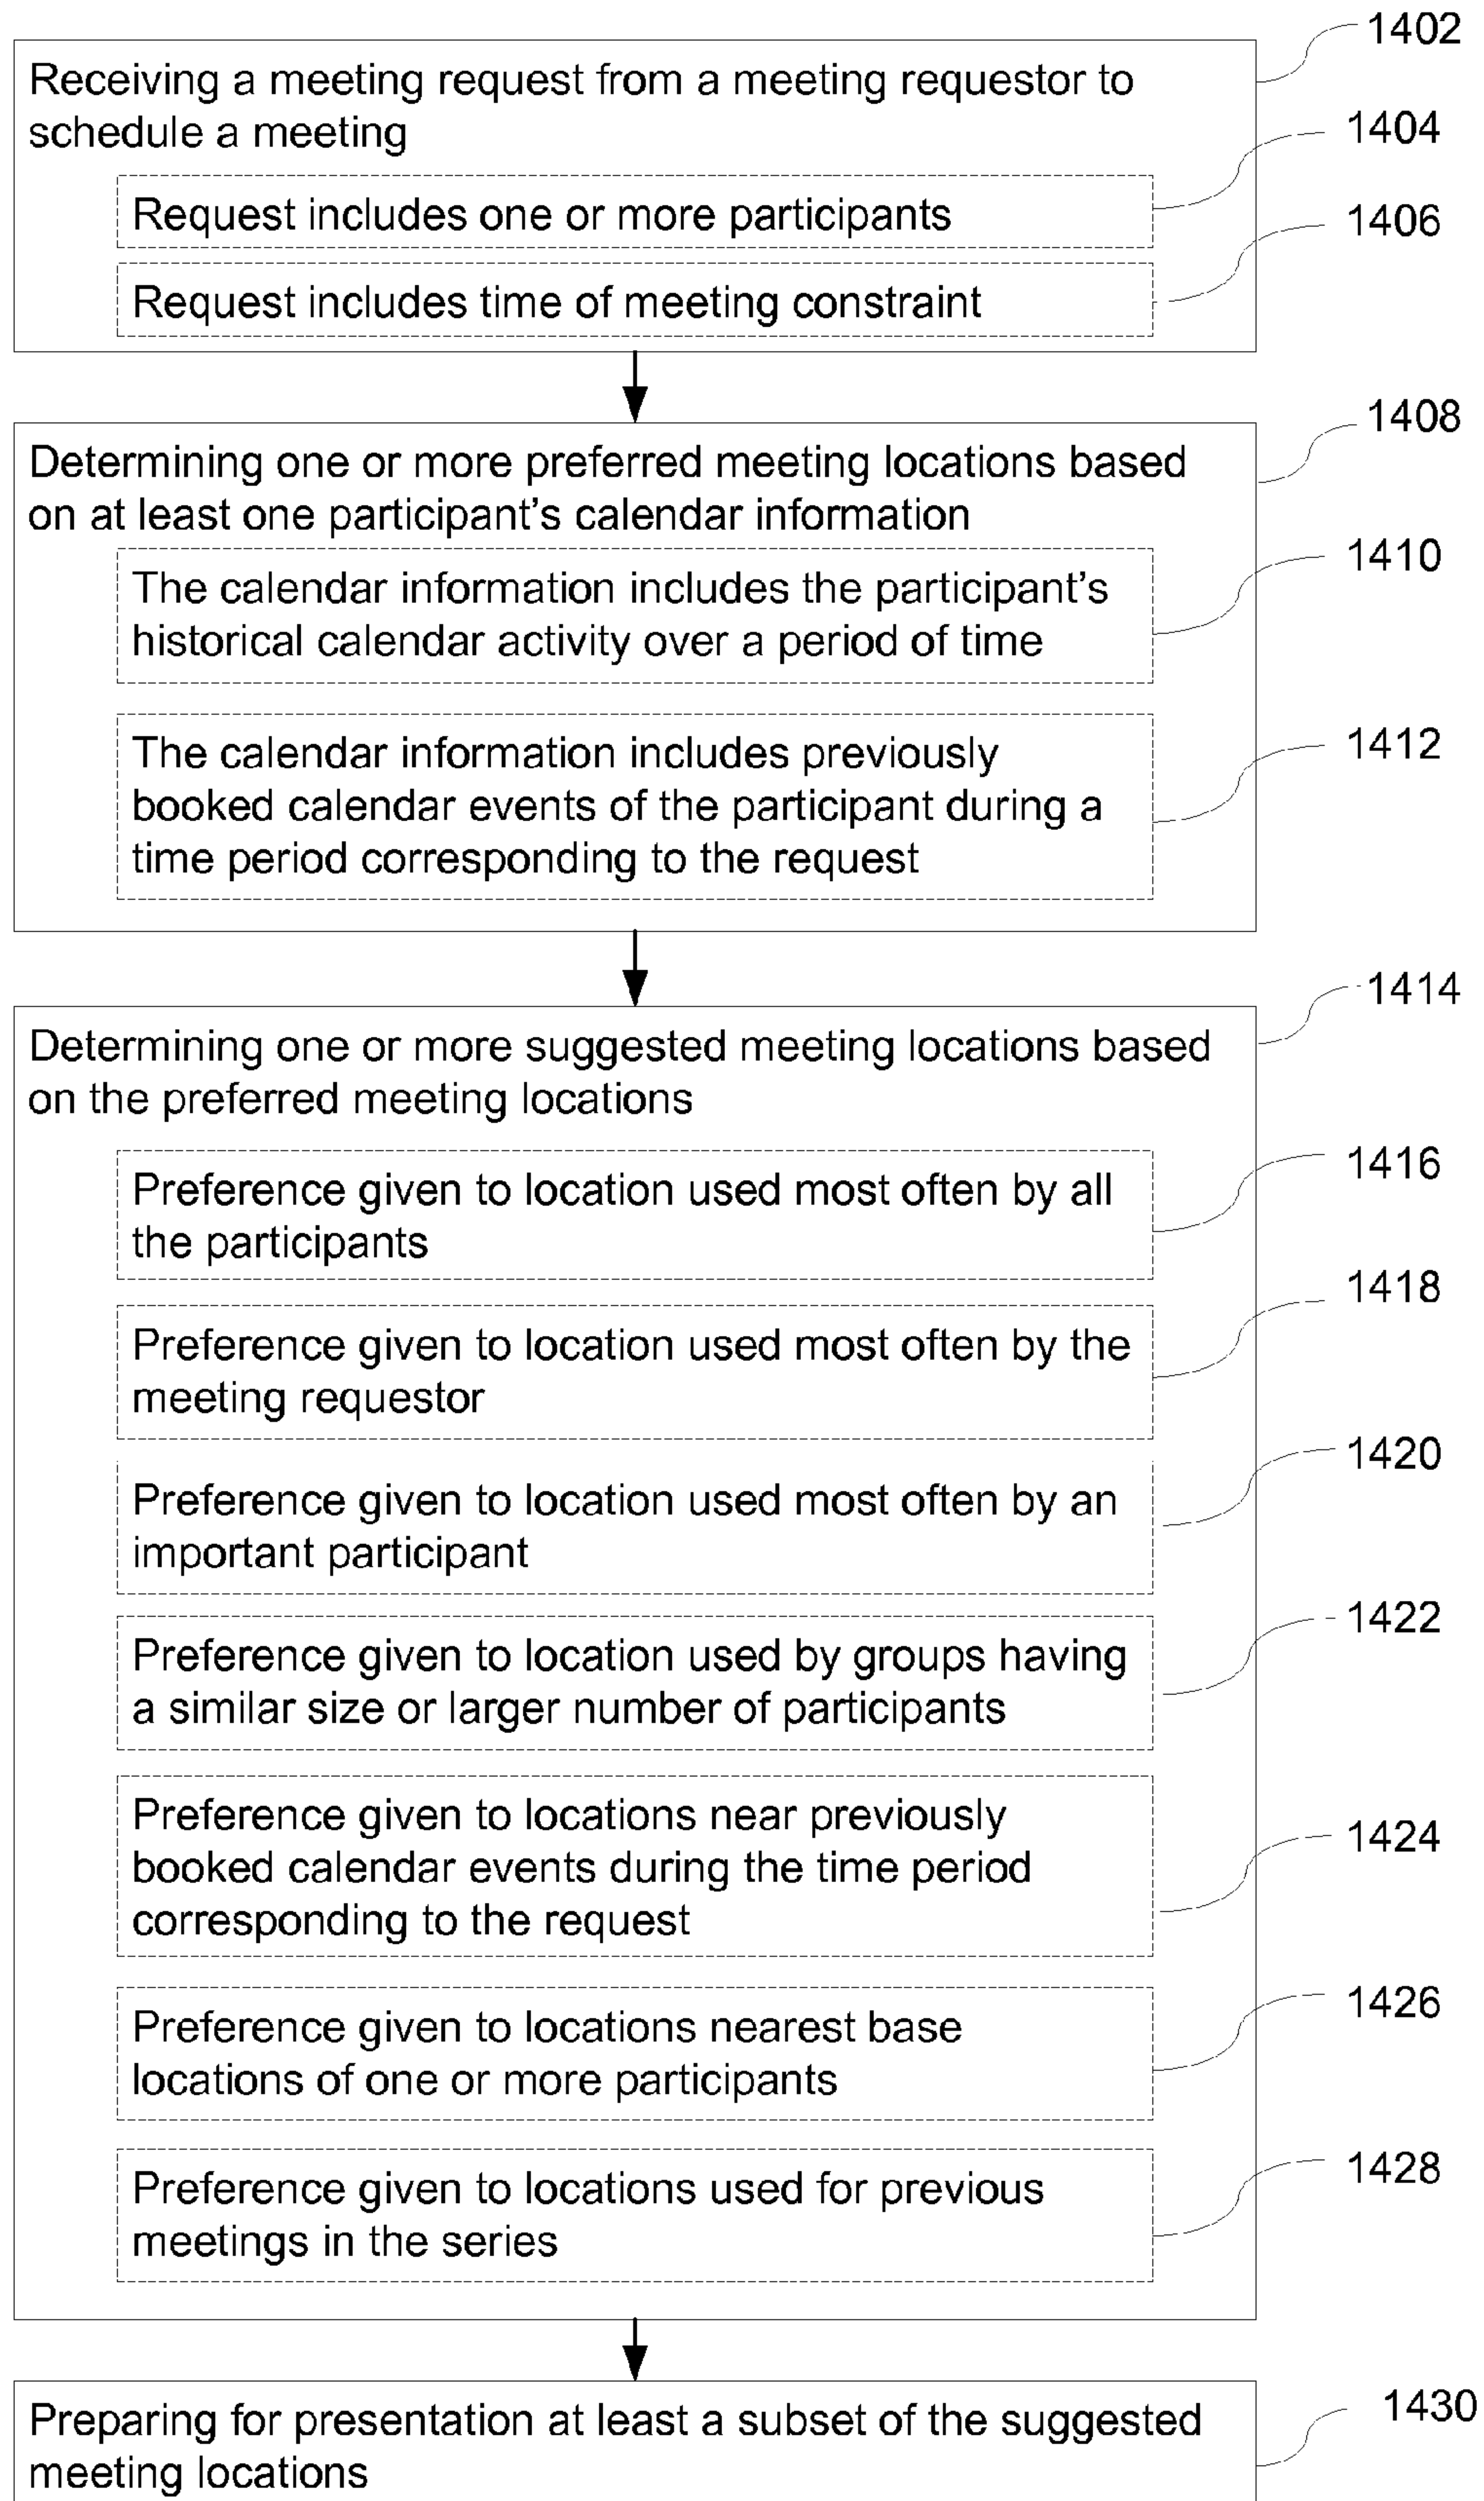 1402
Receiving a meeting request from a meeting requestor to
schedule a meeting
1404
Request includes one or more participants
1406
Request includes time of meeting constraint
1408
Determining one or more preferred meeting locations based
on at least one participant’s calendar information
1410
The calendar information includes the participant’s
historical calendar activity over a period of time
1412
The calendar information includes previously
booked calendar events of the participant during a
time period corresponding to the request
1414
Determining one or more suggested meeting locations based
on the preferred meeting locations
1416
Preference given to location used most often by all
the participants
1418
Preference given to location used most often by the
meeting requestor
1420
Preference given to location used most often by an
important participant
1422
Preference given to location used by groups having
a similar size or larger number of participants
1424
Preference given to locations near previously
booked calendar events during the time period
corresponding to the request
1426
Preference given to locations nearest base
locations of one or more participants
1428
Preference given to locations used for previous
meetings in the series
1430
Preparing for presentation at least a subset of the suggested
meeting locations